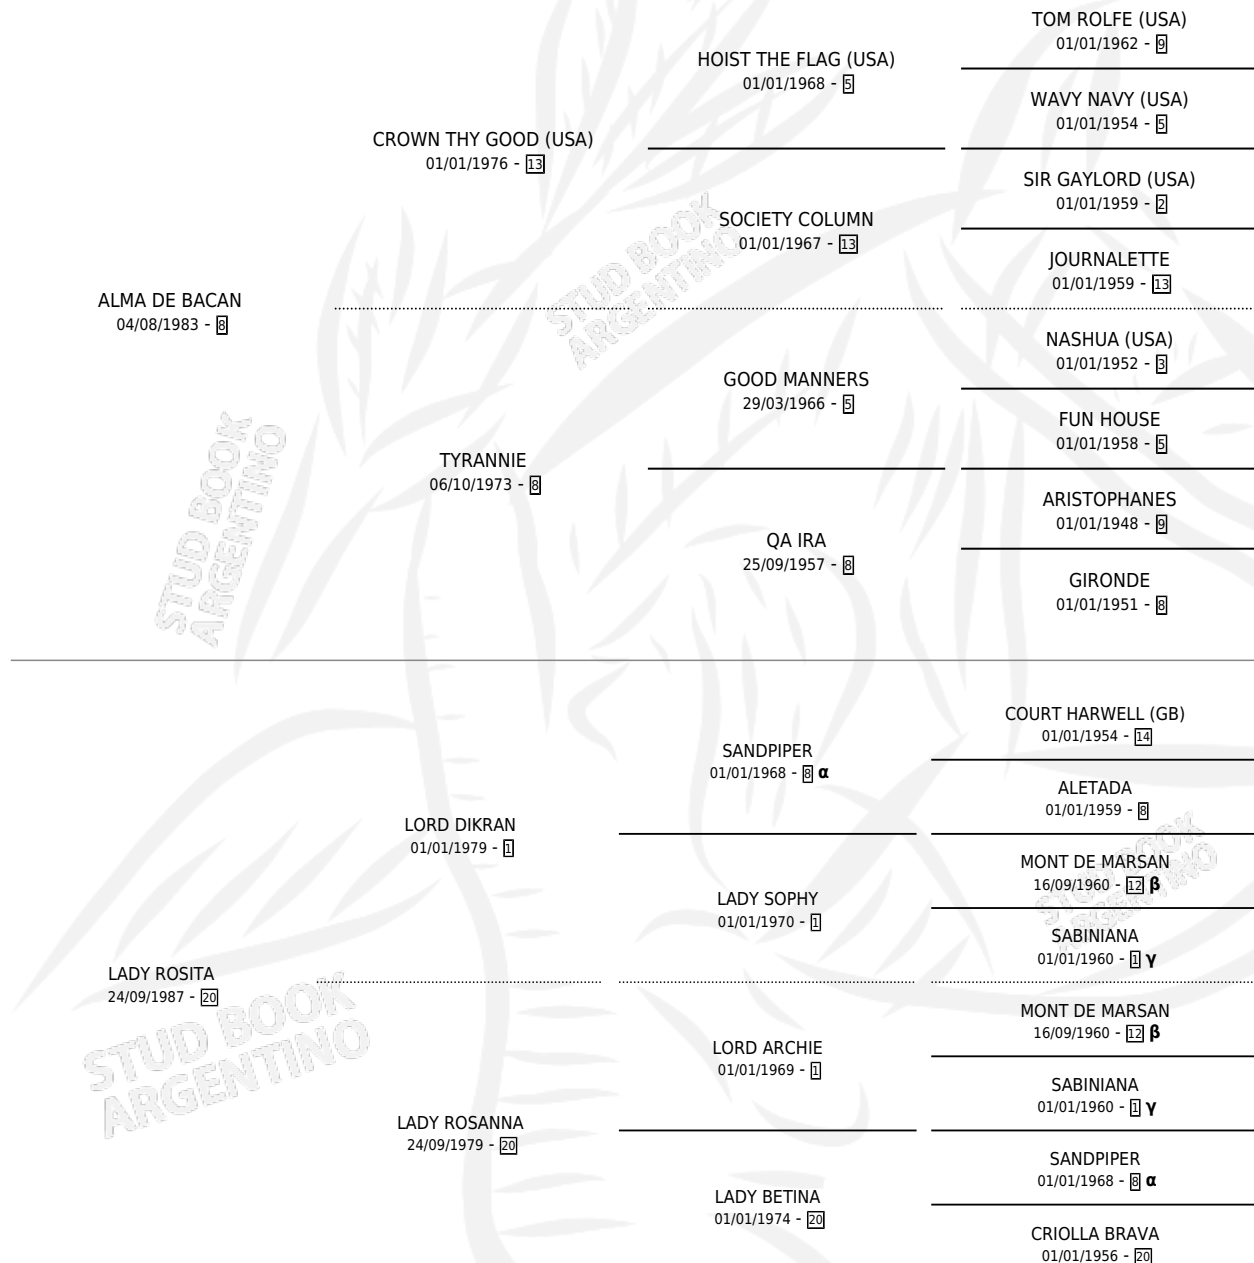 TOM ROLFE (USA)
01/01/1962 - 9
HOIST THE FLAG (USA)
01/01/1968 - 5
WAVY NAVY (USA)
01/01/1954 - 5
CROWN THY GOOD (USA)
01/01/1976 - 13
SIR GAYLORD (USA)
01/01/1959 - 2
SOCIETY COLUMN
01/01/1967 - 13
JOURNALETTE
01/01/1959 - 13
ALMA DE BACAN
04/08/1983 - 8
NASHUA (USA)
01/01/1952 - 3
GOOD MANNERS
29/03/1966 - 5
FUN HOUSE
01/01/1958 - 5
TYRANNIE
06/10/1973 - 8
ARISTOPHANES
01/01/1948 - 9
QA IRA
25/09/1957 - 8
GIRONDE
01/01/1951 - 8
COURT HARWELL (GB)
01/01/1954 - 14
SANDPIPER
01/01/1968 - 8 α
ALETADA
01/01/1959 - 8
LORD DIKRAN
01/01/1979 - 1
MONT DE MARSAN
16/09/1960 - 12 β
LADY SOPHY
01/01/1970 - 1
SABINIANA
01/01/1960 - 1 γ
LADY ROSITA
24/09/1987 - 20
MONT DE MARSAN
16/09/1960 - 12 β
LORD ARCHIE
01/01/1969 - 1
SABINIANA
01/01/1960 - 1 γ
LADY ROSANNA
24/09/1979 - 20
SANDPIPER
01/01/1968 - 8 α
LADY BETINA
01/01/1974 - 20
CRIOLLA BRAVA
01/01/1956 - 20
STUD BOOK
ARGENTINO
STUD BOOK
ARGENTINO
STUD BOOK
ARGENTINO
STUD BOOK
ARGENTINO